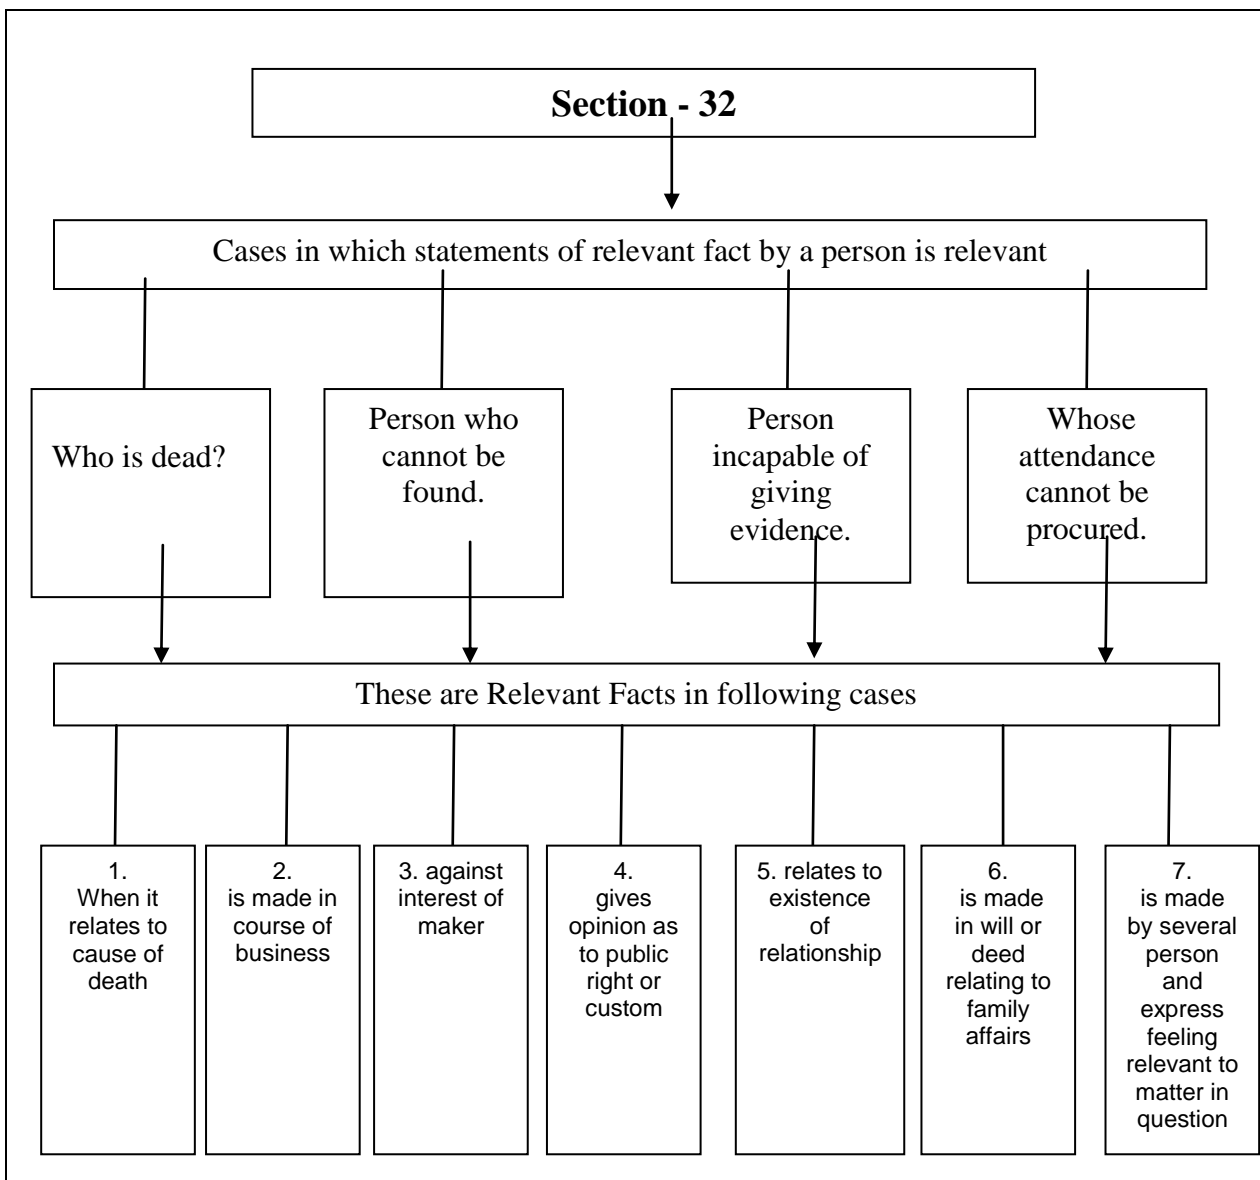 Section - 32
Cases in which statements of relevant fact by a person is relevant
Who is dead?
Person who
cannot be
found.
Person
incapable of
giving
evidence.
Whose
attendance
cannot be
procured.
These are Relevant Facts in following cases
1.
When it
relates to
cause of
death
2.
is made in
course of
business
3. against
interest of
maker
4.
gives
opinion as
to public
right or
custom
5. relates to
existence
of
relationship
6.
is made
in will or
deed
relating to
family
affairs
7.
is made
by several
person
and
express
feeling
relevant to
matter in
question